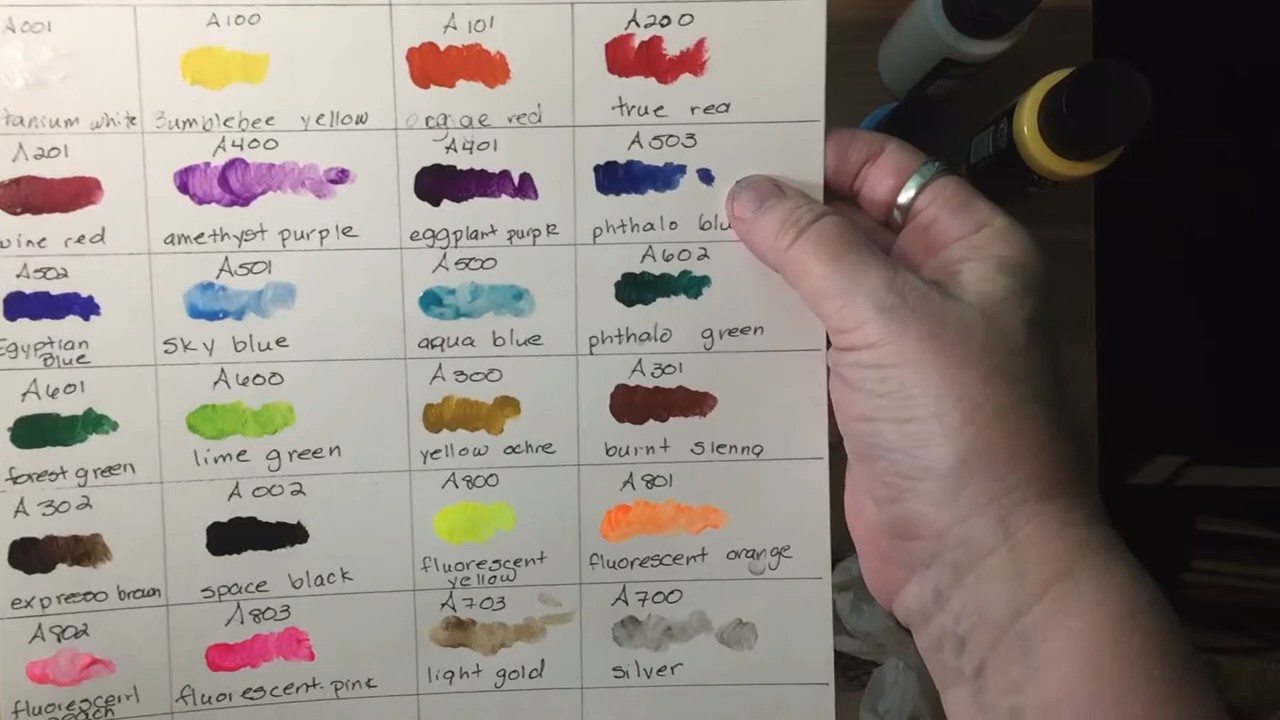 A001 A100 A101 A200
tanium white Bumblebee yellow red true red
A201 A400 A401 A503
wine red amethyst purple eggplant purple phthalo blu
A502 A501 A500 A602
Egyptian Blue sky blue aqua blue phthalo green
A601 A600 A300 A301
forest green lime green yellow ochre burnt sienna
A302 A002 A800 A801
expresso brown space black fluorescent yellow fluorescent orange
A802 A803 A703 A700
fluorescent peach fluorescent pink light gold silver